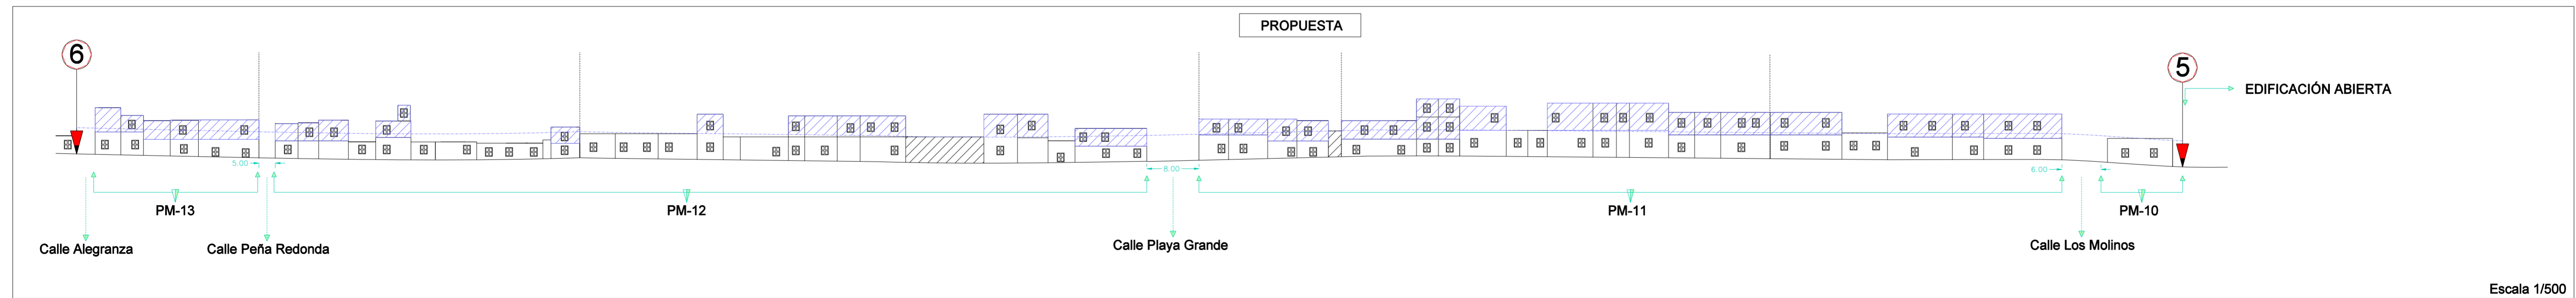 PROPUESTA
6
5
EDIFICACIÓN ABIERTA
5.00
8.00
6.00
PM-13
PM-12
PM-11
PM-10
Calle Alegranza
Calle Peña Redonda
Calle Playa Grande
Calle Los Molinos
Escala 1/500